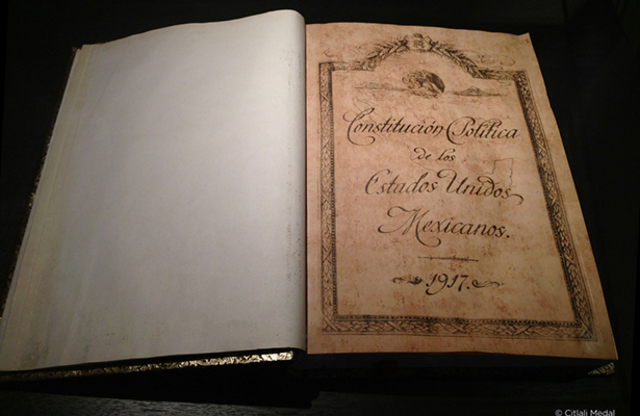 Constitución Política
de los
Estados Unidos
Mexicanos.
.1917.
© Citlali Medal